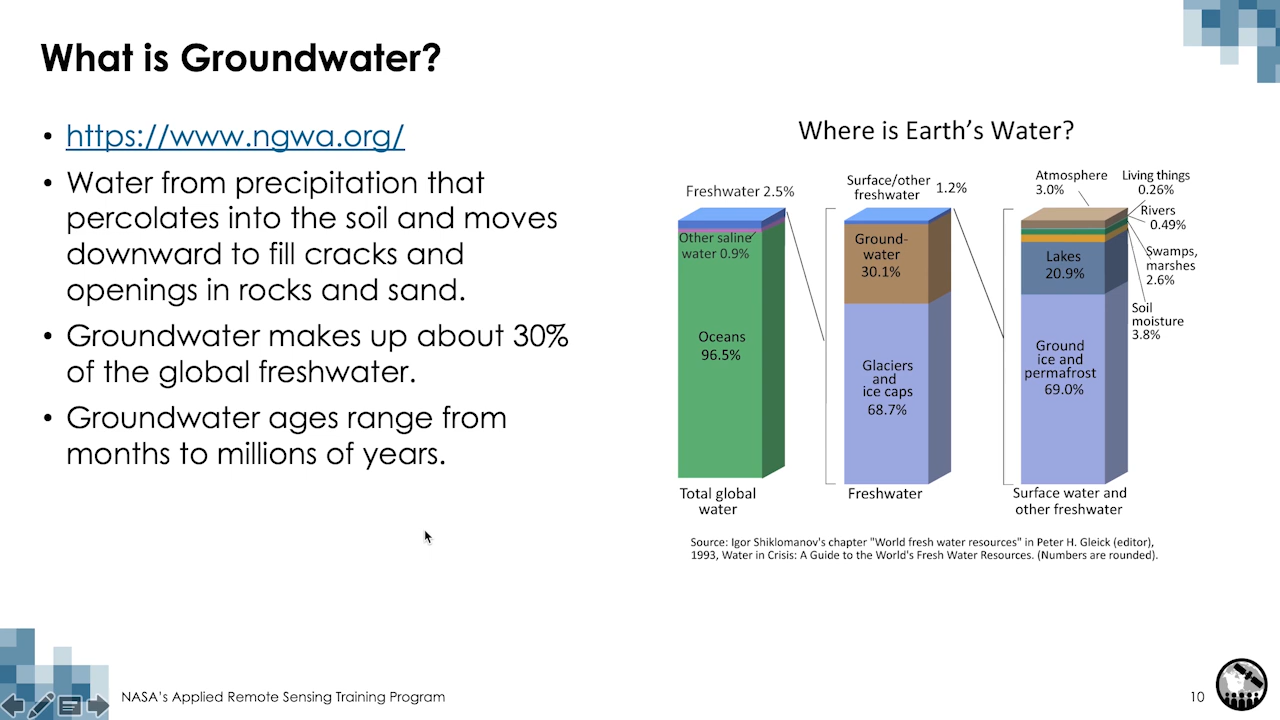 What is Groundwater?
• https://www.ngwa.org/
• Water from precipitation that
percolates into the soil and moves
downward to fill cracks and
openings in rocks and sand.
• Groundwater makes up about 30%
of the global freshwater.
• Groundwater ages range from
months to millions of years.
Where is Earth's Water?
Freshwater 2.5%
Other saline
water 0.9%
Oceans
96.5%
Total global
water
Surface/other
freshwater
1.2%
Ground-
water
30.1%
Glaciers
and
ice caps
68.7%
Freshwater
Atmosphere
3.0%
Living things
0.26%
Rivers
0.49%
Swamps,
marshes
2.6%
Soil
moisture
3.8%
Lakes
20.9%
Ground
ice and
permafrost
69.0%
Surface water and
other freshwater
Source: Igor Shiklomanov's chapter "World fresh water resources" in Peter H. Gleick (editor),
1993, Water in Crisis: A Guide to the World's Fresh Water Resources. (Numbers are rounded).
NASA's Applied Remote Sensing Training Program
10